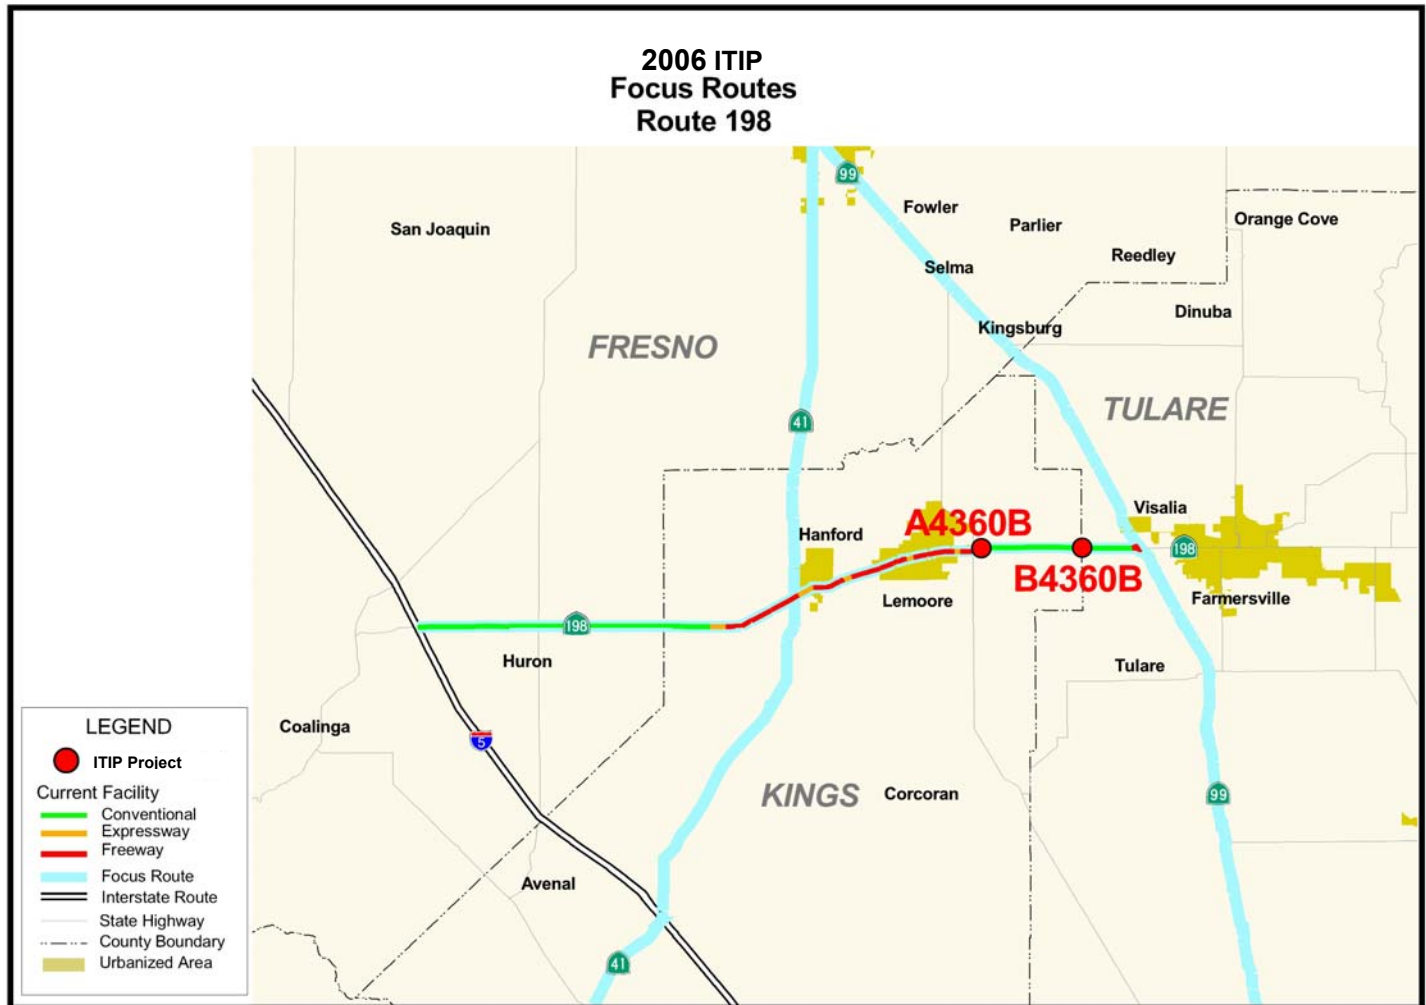 2006 ITIP
Focus Routes
Route 198
99
Fowler
Orange Cove
San Joaquin
Parlier
Reedley
Selma
Dinuba
Kingsburg
FRESNO
TULARE
41
Visalia
A4360B
Hanford
198
B4360B
Lemoore
Farmersville
198
Huron
Tulare
Coalinga
5
KINGS
Corcoran
99
Avenal
41
LEGEND
ITIP Project
Current Facility
Conventional
Expressway
Freeway
Focus Route
Interstate Route
State Highway
County Boundary
Urbanized Area